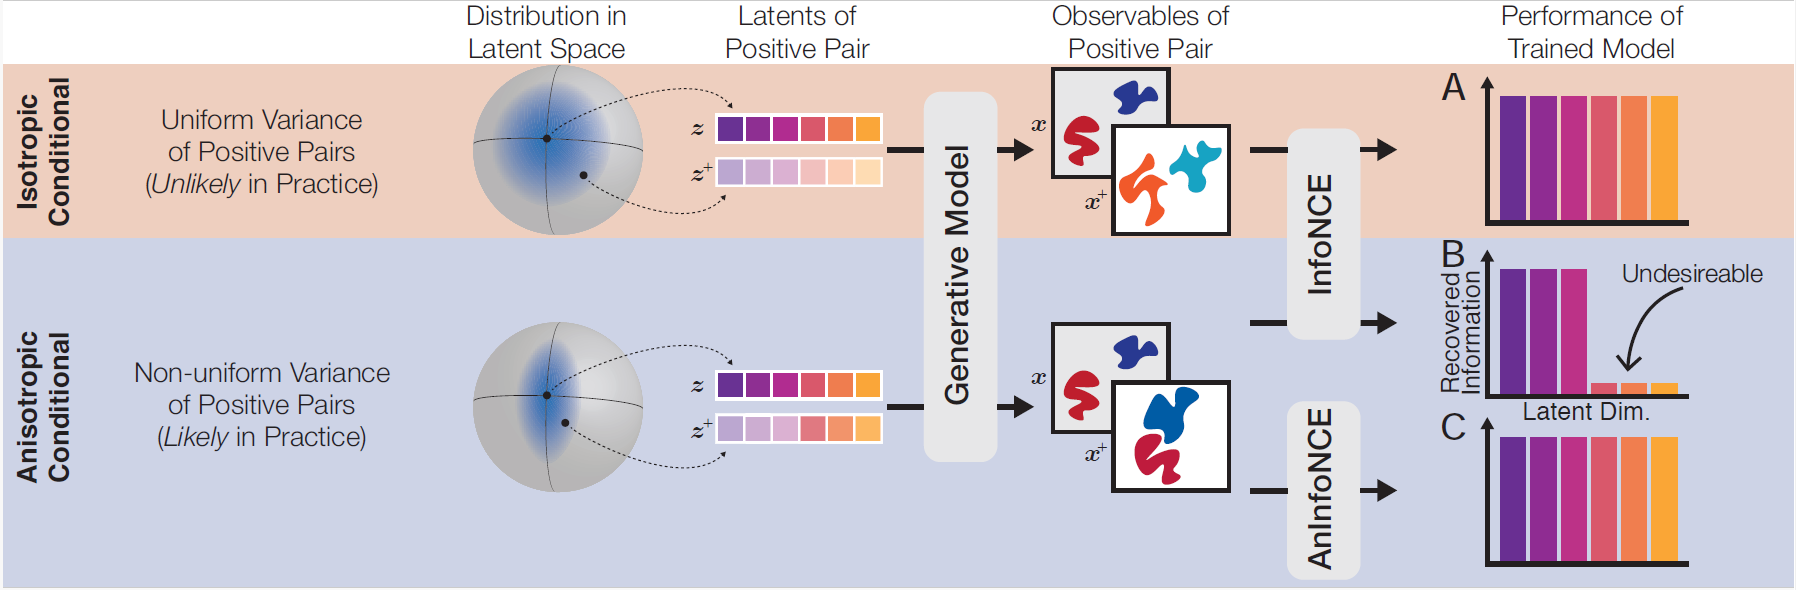 Distribution in
Latent Space
Latents of
Positive Pair
Observables of
Positive Pair
Performance of
Trained Model
Isotropic
Conditional
Uniform Variance
of Positive Pairs
(Unlikely in Practice)
z
z+
Generative Model
x
x+
InfoNCE
A
Anisotropic
Conditional
Non-uniform Variance
of Positive Pairs
(Likely in Practice)
z
z+
x
x+
AnInfoNCE
B
Recovered
Information
Undesireable
Latent Dim.
C